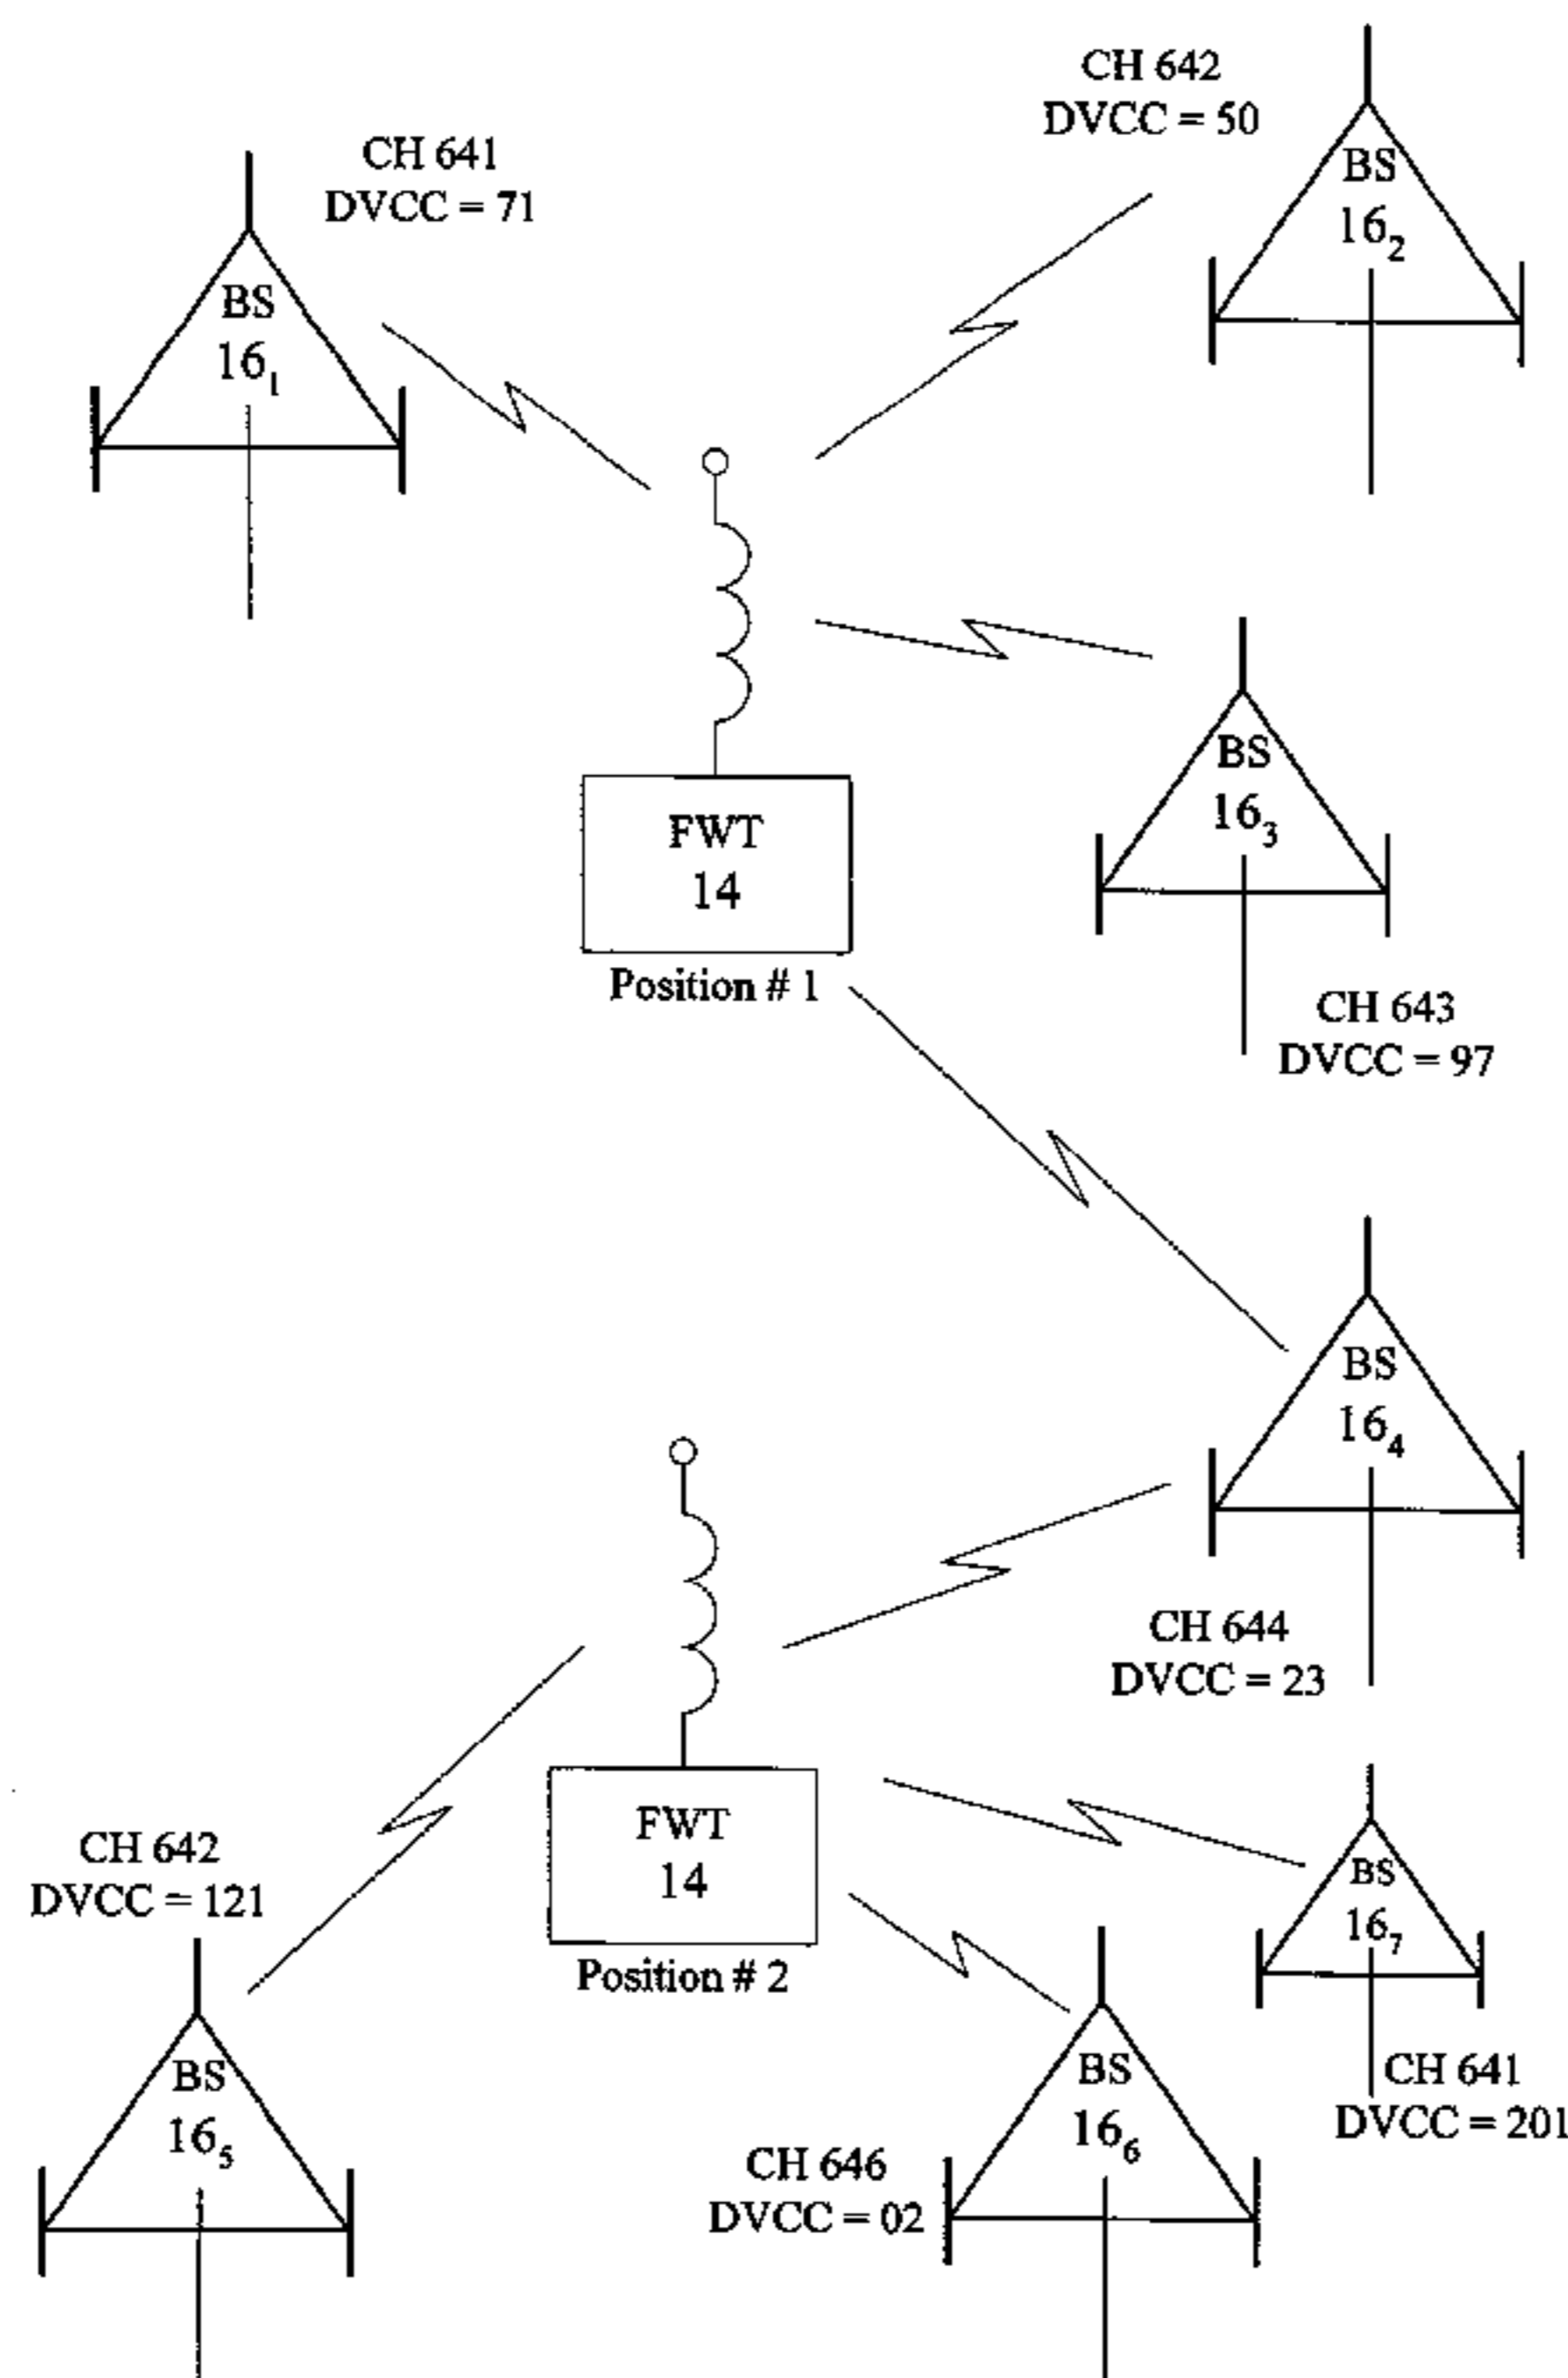 CH 642
DVCC = 50
BS
16₂
CH 641
DVCC = 71
BS
16₁
BS
16₃
FWT
14
Position # 1
CH 643
DVCC = 97
BS
16₄
CH 644
DVCC = 23
FWT
14
Position # 2
CH 642
DVCC = 121
BS
16₇
BS
16₅
BS
16₆
CH 641
DVCC = 201
CH 646
DVCC = 02